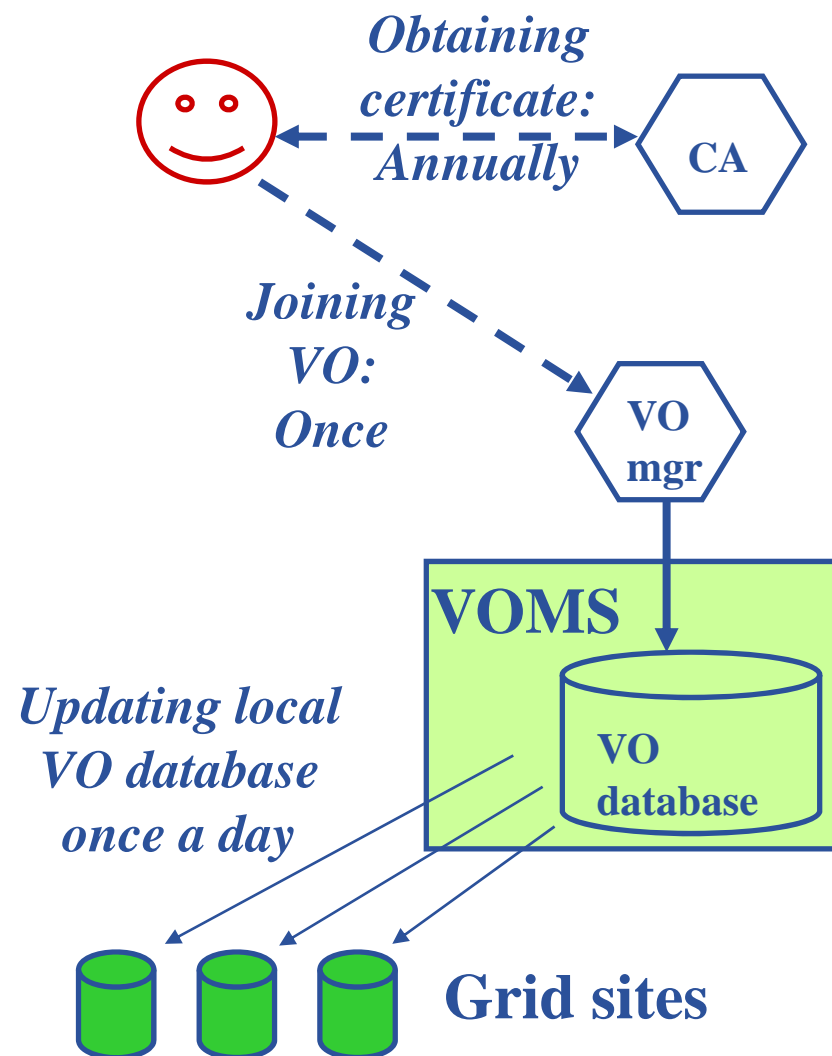 Obtaining
certificate:
Annually
CA
Joining
VO:
Once
VO
mgr
VOMS
Updating local
VO database
once a day
VO
database
Grid sites